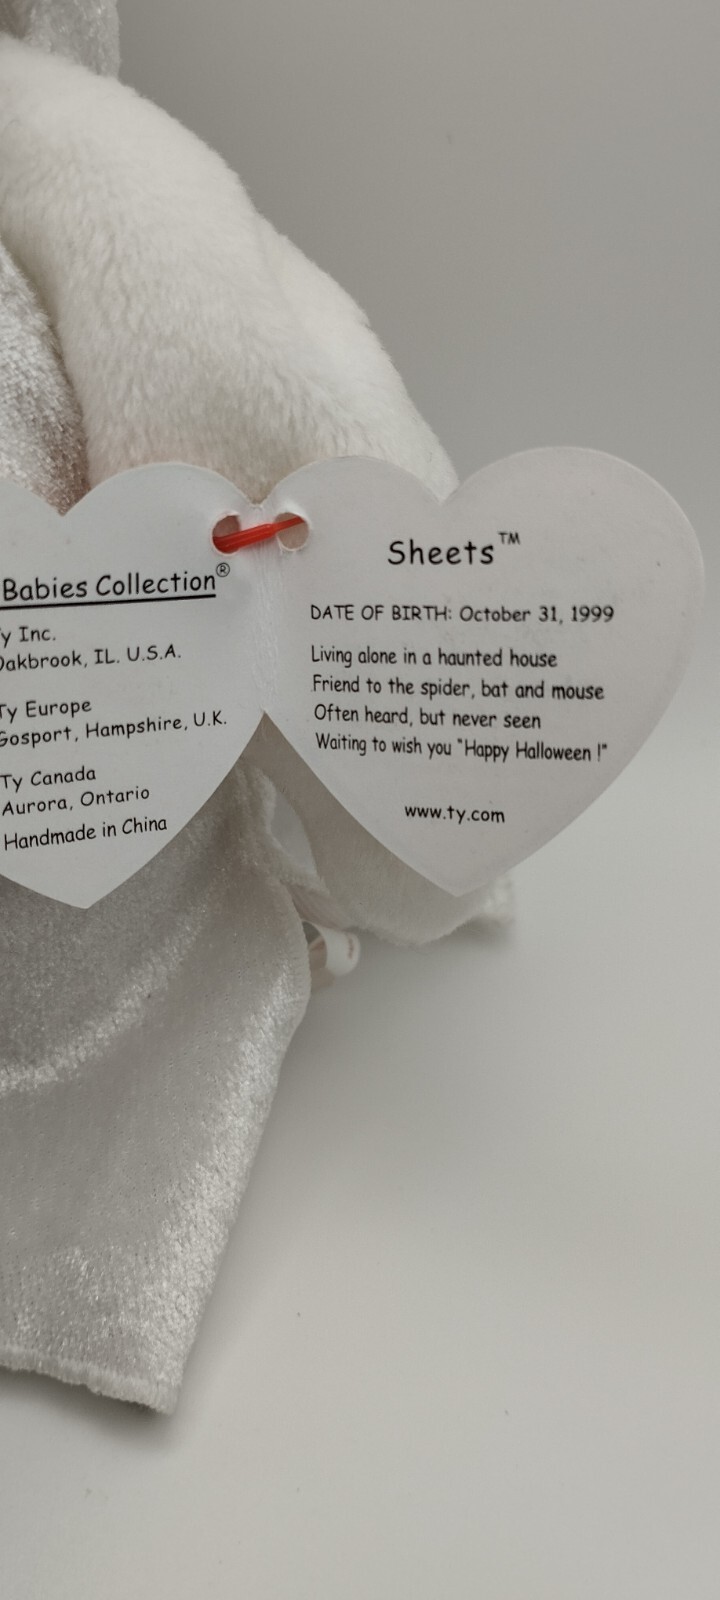 Babies Collection®
y Inc.
Oakbrook, IL. U.S.A.
Ty Europe
Gosport, Hampshire, U.K.
Ty Canada
Aurora, Ontario
Handmade in China
Sheets™
DATE OF BIRTH: October 31, 1999
Living alone in a haunted house
Friend to the spider, bat and mouse
Often heard, but never seen
Waiting to wish you "Happy Halloween !"
www.ty.com